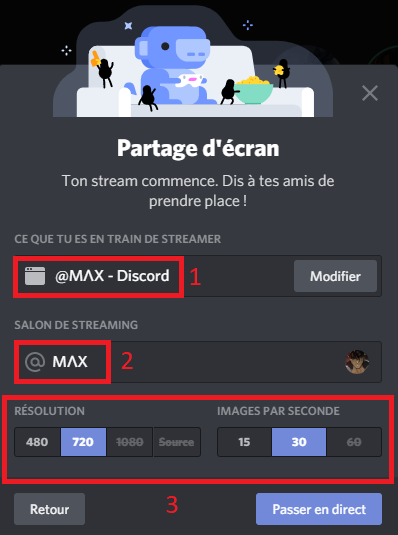 Partage d'écran
Ton stream commence. Dis à tes amis de
prendre place !
CE QUE TU ES EN TRAIN DE STREAMER
@MΛX - Discord 1 Modifier
SALON DE STREAMING
@ MΛX 2
RÉSOLUTION IMAGES PAR SECONDE
480 720 1080 Source 15 30 60
Retour 3 Passer en direct